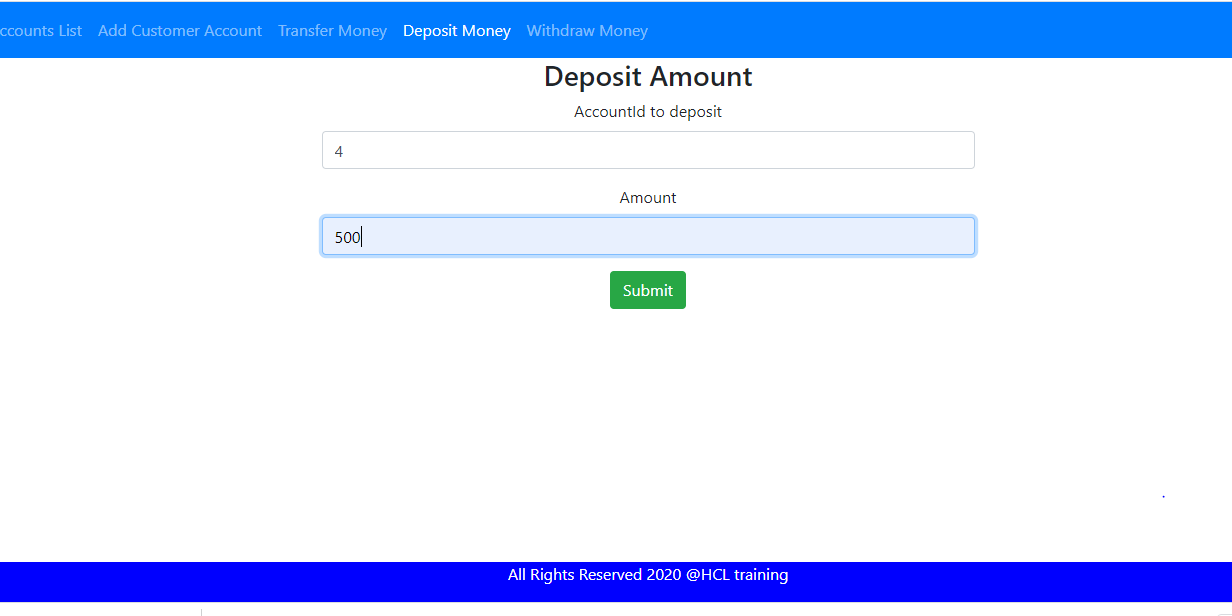 ccounts List Add Customer Account Transfer Money Deposit Money Withdraw Money
Deposit Amount
AccountId to deposit
4
Amount
500
Submit
All Rights Reserved 2020 @HCL training